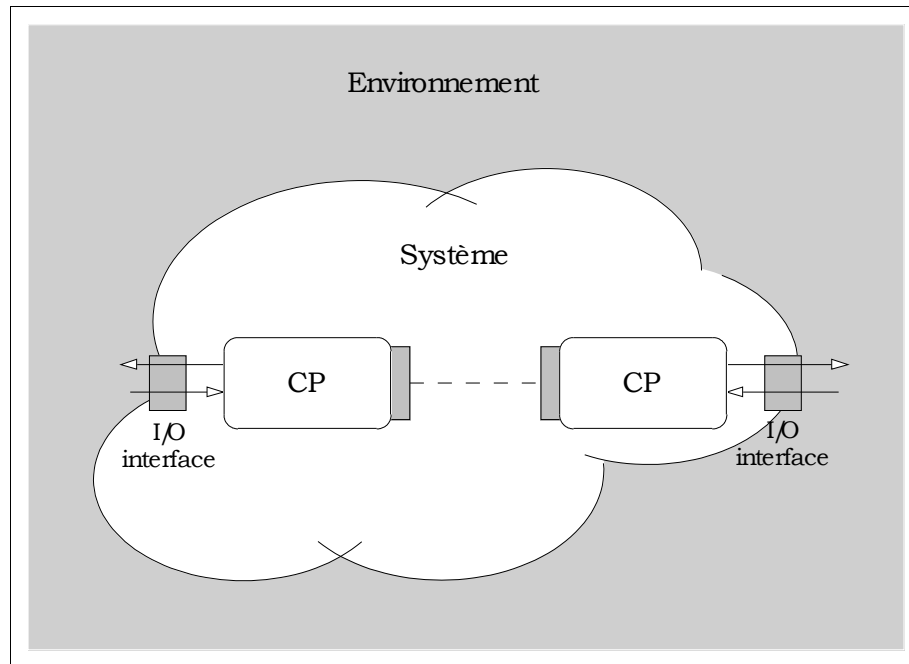 Environnement
Système
CP
CP
I/O
interface
I/O
interface